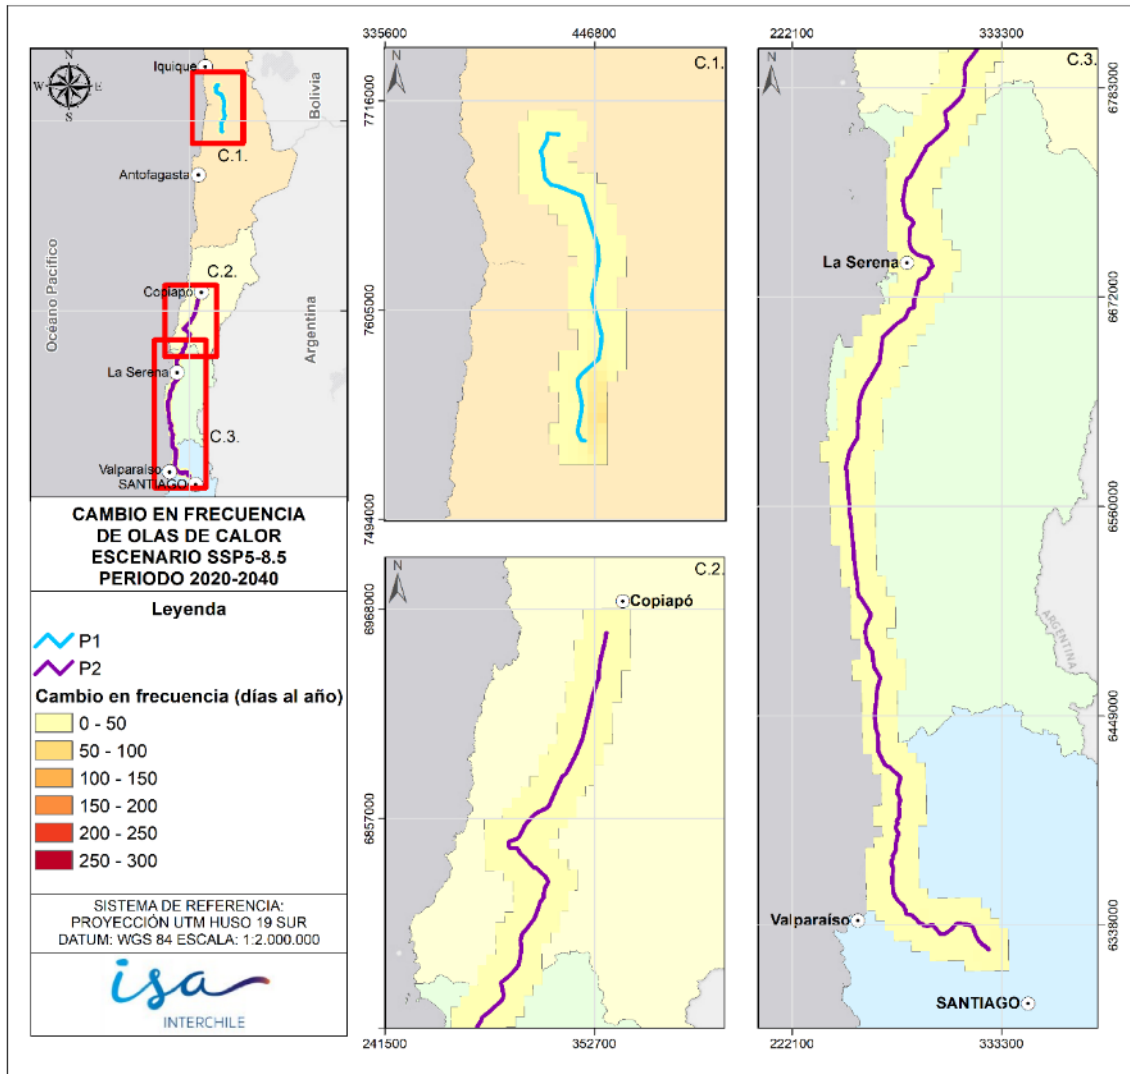 N
W
E
S
Iquique
Bolivia
C.1.
Antofagasta
Océano Pacífico
C.2.
Copiapó
Argentina
La Serena
C.3.
Valparaíso
SANTIAGO
CAMBIO EN FRECUENCIA
DE OLAS DE CALOR
ESCENARIO SSP5-8.5
PERIODO 2020-2040
Leyenda
P1
P2
Cambio en frecuencia (días al año)
0 - 50
50 - 100
100 - 150
150 - 200
200 - 250
250 - 300
SISTEMA DE REFERENCIA:
PROYECCIÓN UTM HUSO 19 SUR
DATUM: WGS 84 ESCALA: 1:2.000.000
isa
INTERCHILE
335600
446800
N
C.1.
7716000
7605000
7494000
N
C.2.
Copiapó
6968000
6857000
241500
352700
222100
333300
N
C.3.
6783000
La Serena
6672000
6560000
ARGENTINA
6449000
Valparaíso
6338000
SANTIAGO
222100
333300